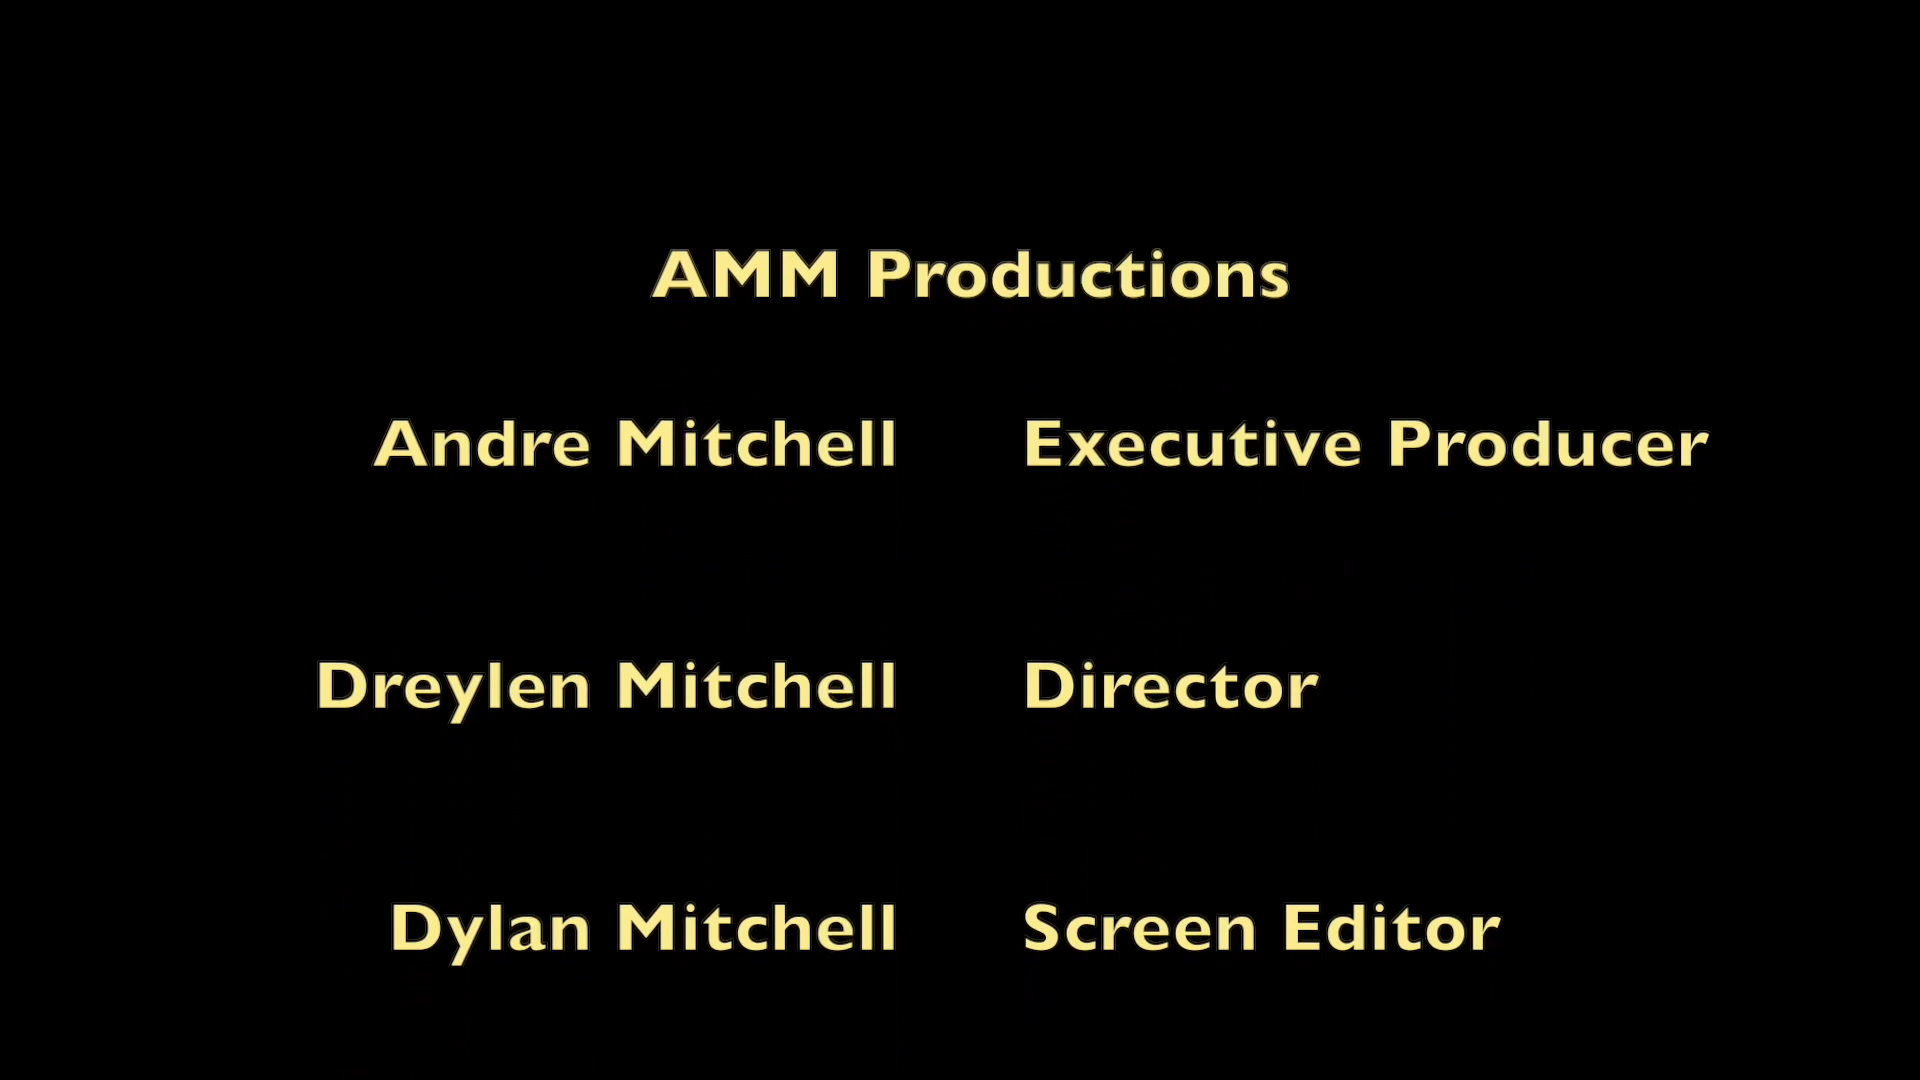 AMM Productions
Andre Mitchell Executive Producer
Dreylen Mitchell Director
Dylan Mitchell Screen Editor